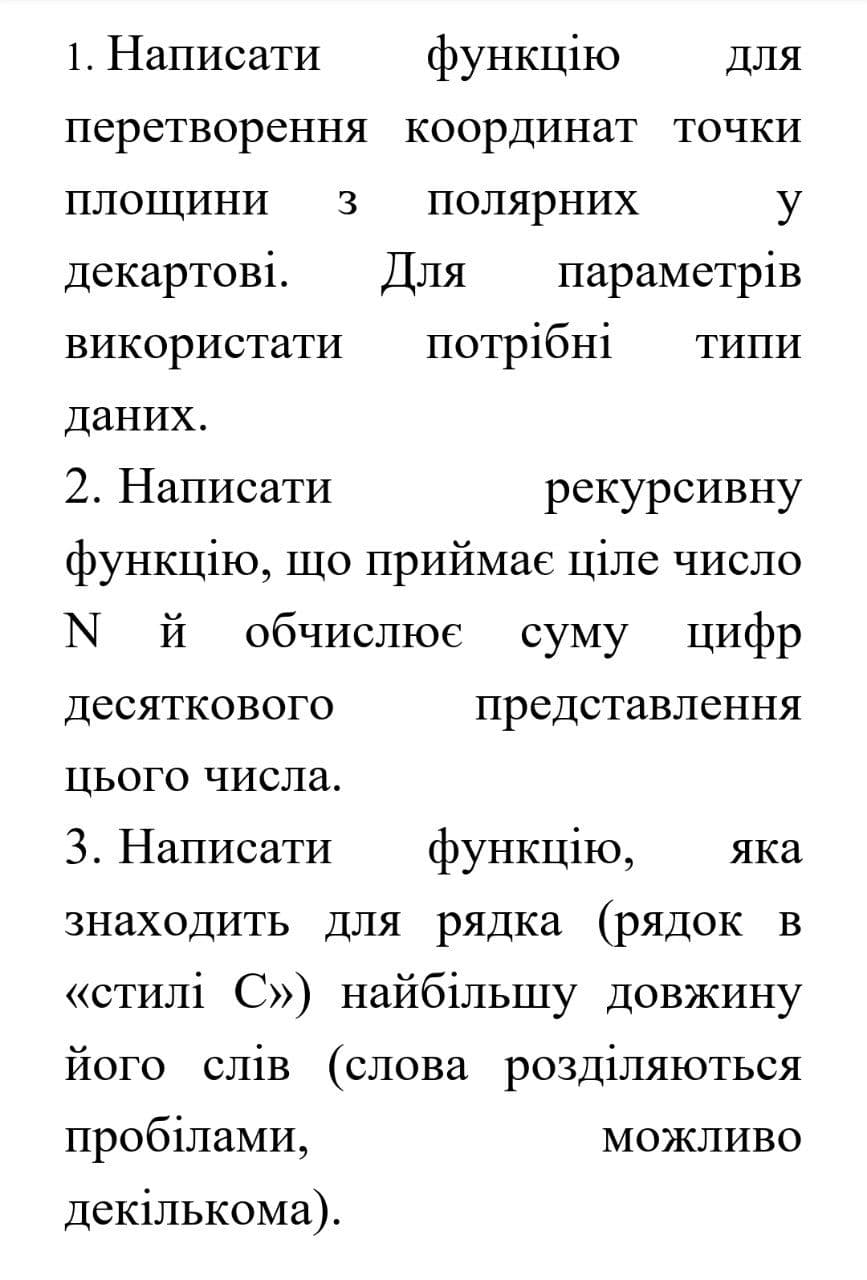 1. Написати функцію для
перетворення координат точки
площини з полярних у
декартові. Для параметрів
використати потрібні типи
даних.
2. Написати рекурсивну
функцію, що приймає ціле число
N й обчислює суму цифр
десяткового представлення
цього числа.
3. Написати функцію, яка
знаходить для рядка (рядок в
«стилі С») найбільшу довжину
його слів (слова розділяються
пробілами, можливо
декількома).